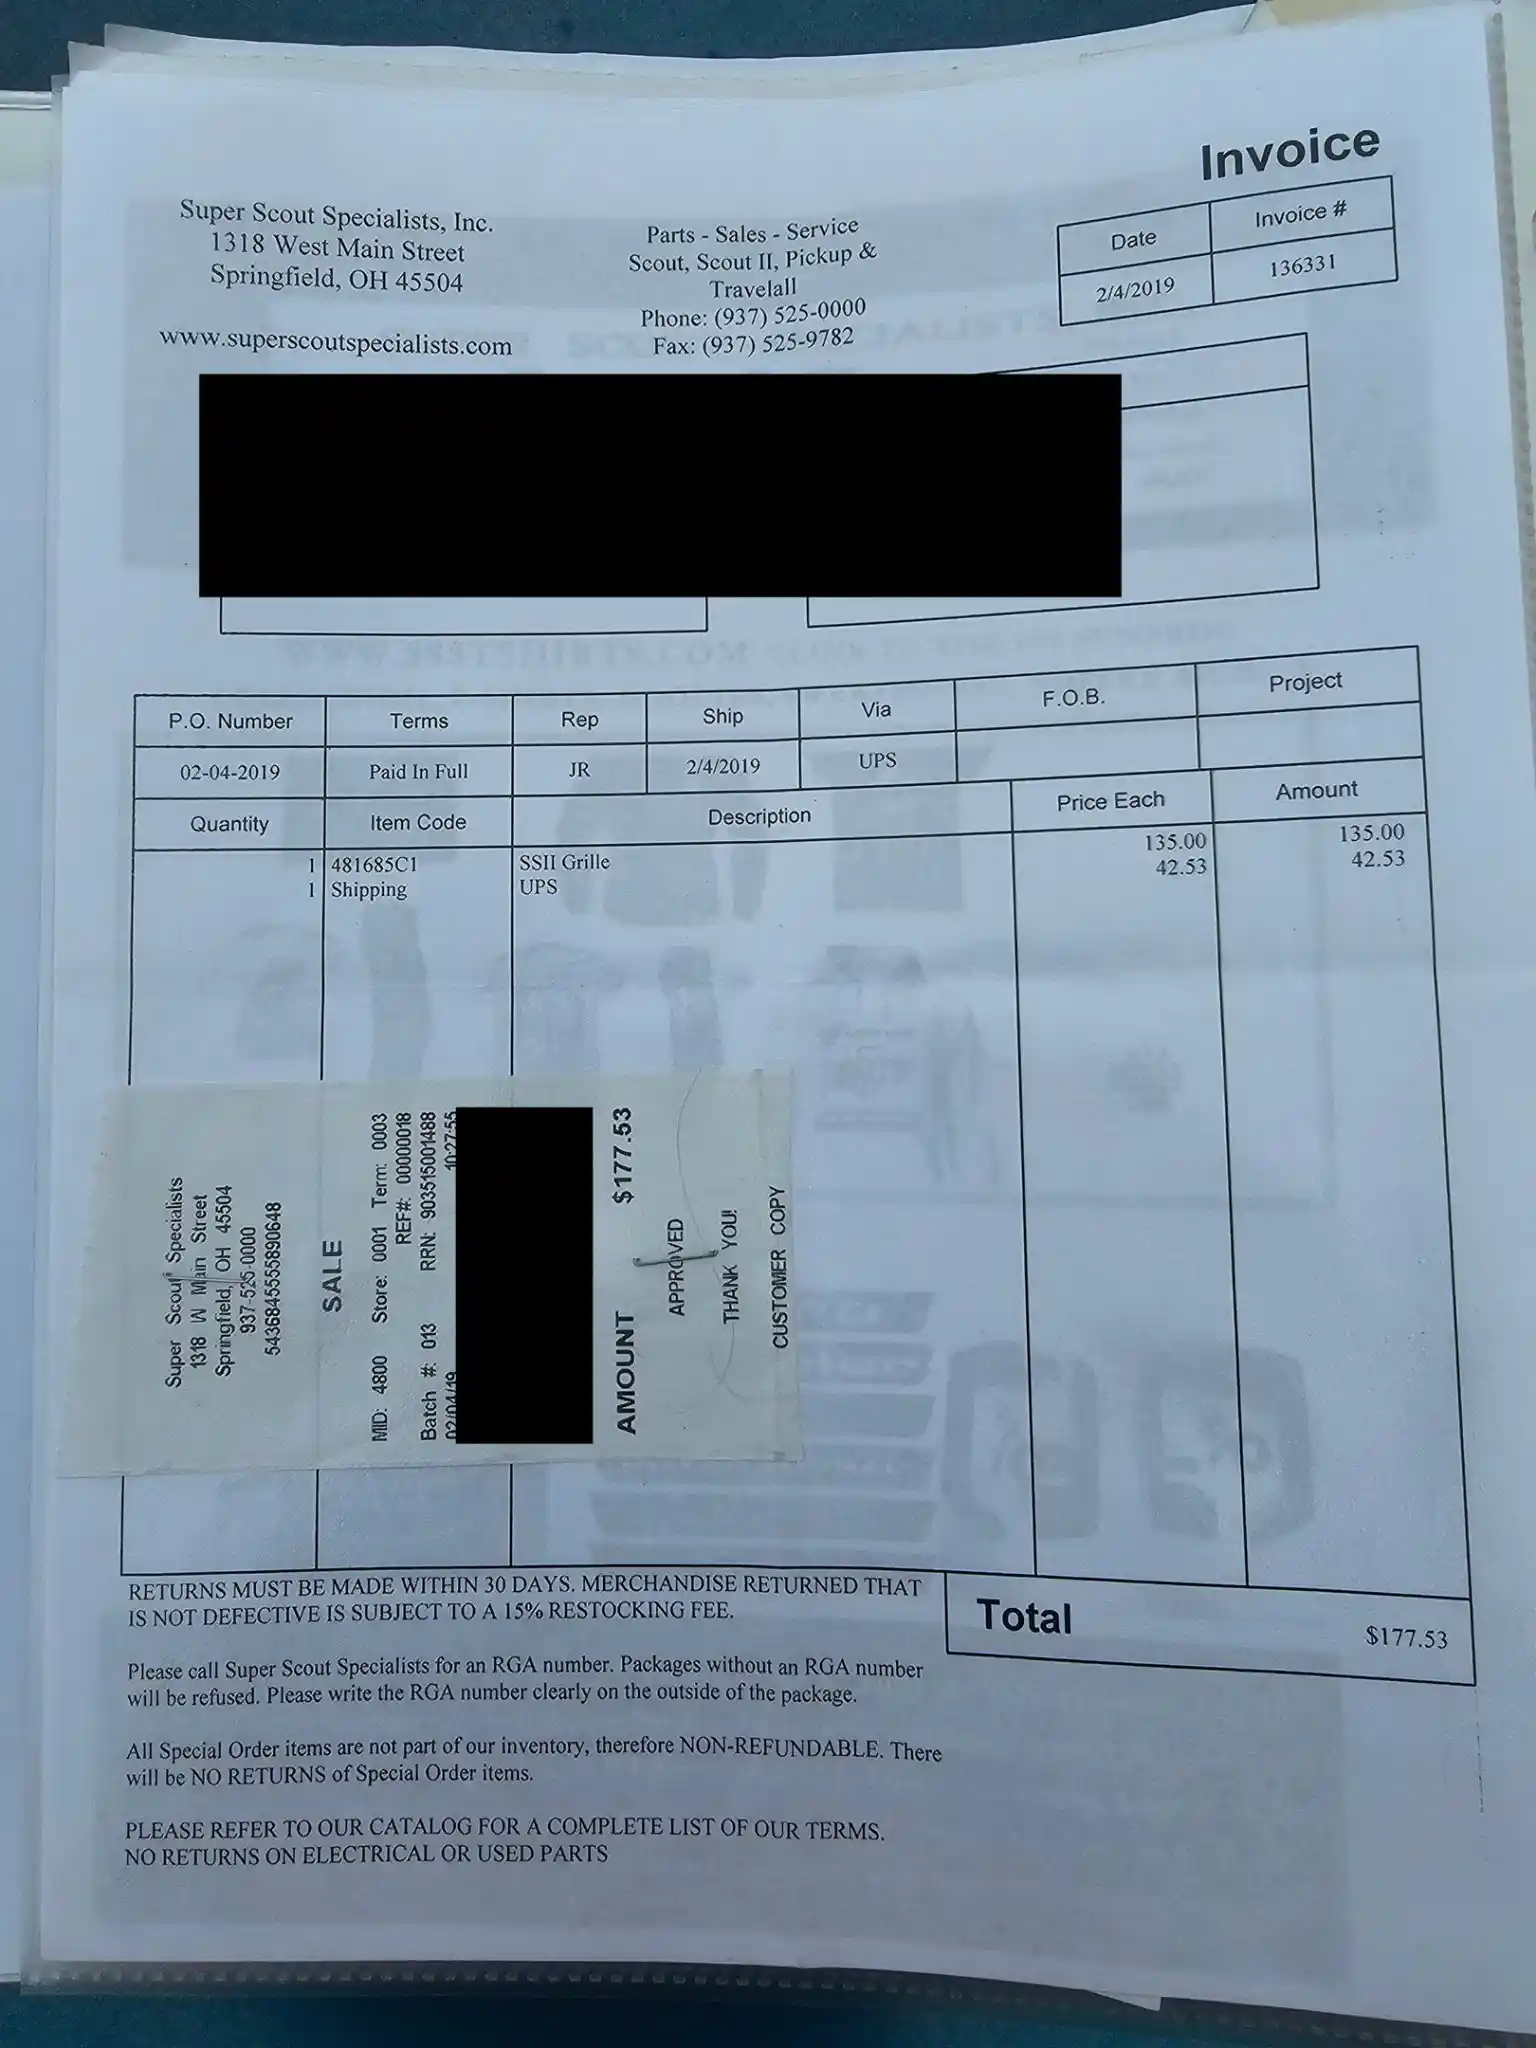 Invoice
Super Scout Specialists, Inc.
1318 West Main Street
Springfield, OH 45504
www.superscoutspecialists.com
Parts - Sales - Service
Scout, Scout II, Pickup &
Travelall
Phone: (937) 525-0000
Fax: (937) 525-9782
Date Invoice #
2/4/2019 136331
P.O. Number Terms Rep Ship Via F.O.B. Project
02-04-2019 Paid In Full JR 2/4/2019 UPS
Quantity Item Code Description Price Each Amount
1 481685C1 SSII Grille 135.00 135.00
1 Shipping UPS 42.53 42.53
Super Scout Specialists
1318 W Main Street
Springfield, OH 45504
937-525-0000
5436845555890648
SALE
MID: 4800 Store: 0001 Term: 0003
REF#: 00000018
Batch #: 013 RRN: 903515001488
02/04/19 10:27:55
AMOUNT $177.53
APPROVED
THANK YOU!
CUSTOMER COPY
RETURNS MUST BE MADE WITHIN 30 DAYS. MERCHANDISE RETURNED THAT
IS NOT DEFECTIVE IS SUBJECT TO A 15% RESTOCKING FEE.
Total $177.53
Please call Super Scout Specialists for an RGA number. Packages without an RGA number
will be refused. Please write the RGA number clearly on the outside of the package.
All Special Order items are not part of our inventory, therefore NON-REFUNDABLE. There
will be NO RETURNS of Special Order items.
PLEASE REFER TO OUR CATALOG FOR A COMPLETE LIST OF OUR TERMS.
NO RETURNS ON ELECTRICAL OR USED PARTS